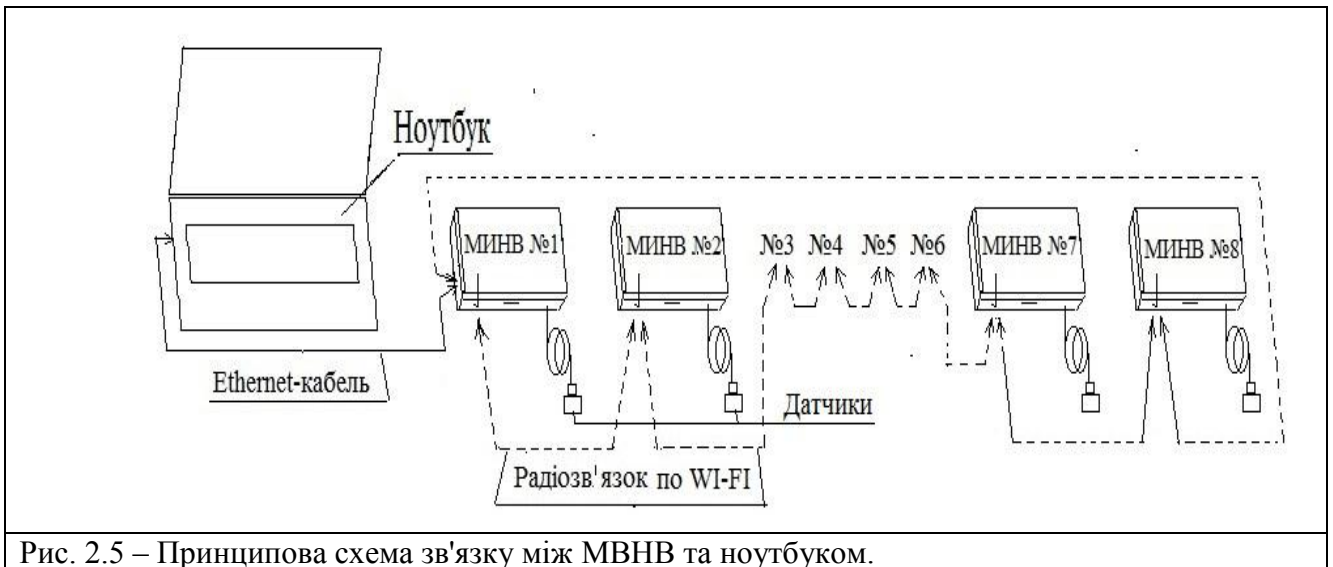 Ноутбук
МИНВ №1
МИНВ №2
№3 №4 №5 №6
МИНВ №7
МИНВ №8
Ethernet-кабель
Датчики
Радіозв'язок по WI-FI
Рис. 2.5 – Принципова схема зв'язку між МВНВ та ноутбуком.